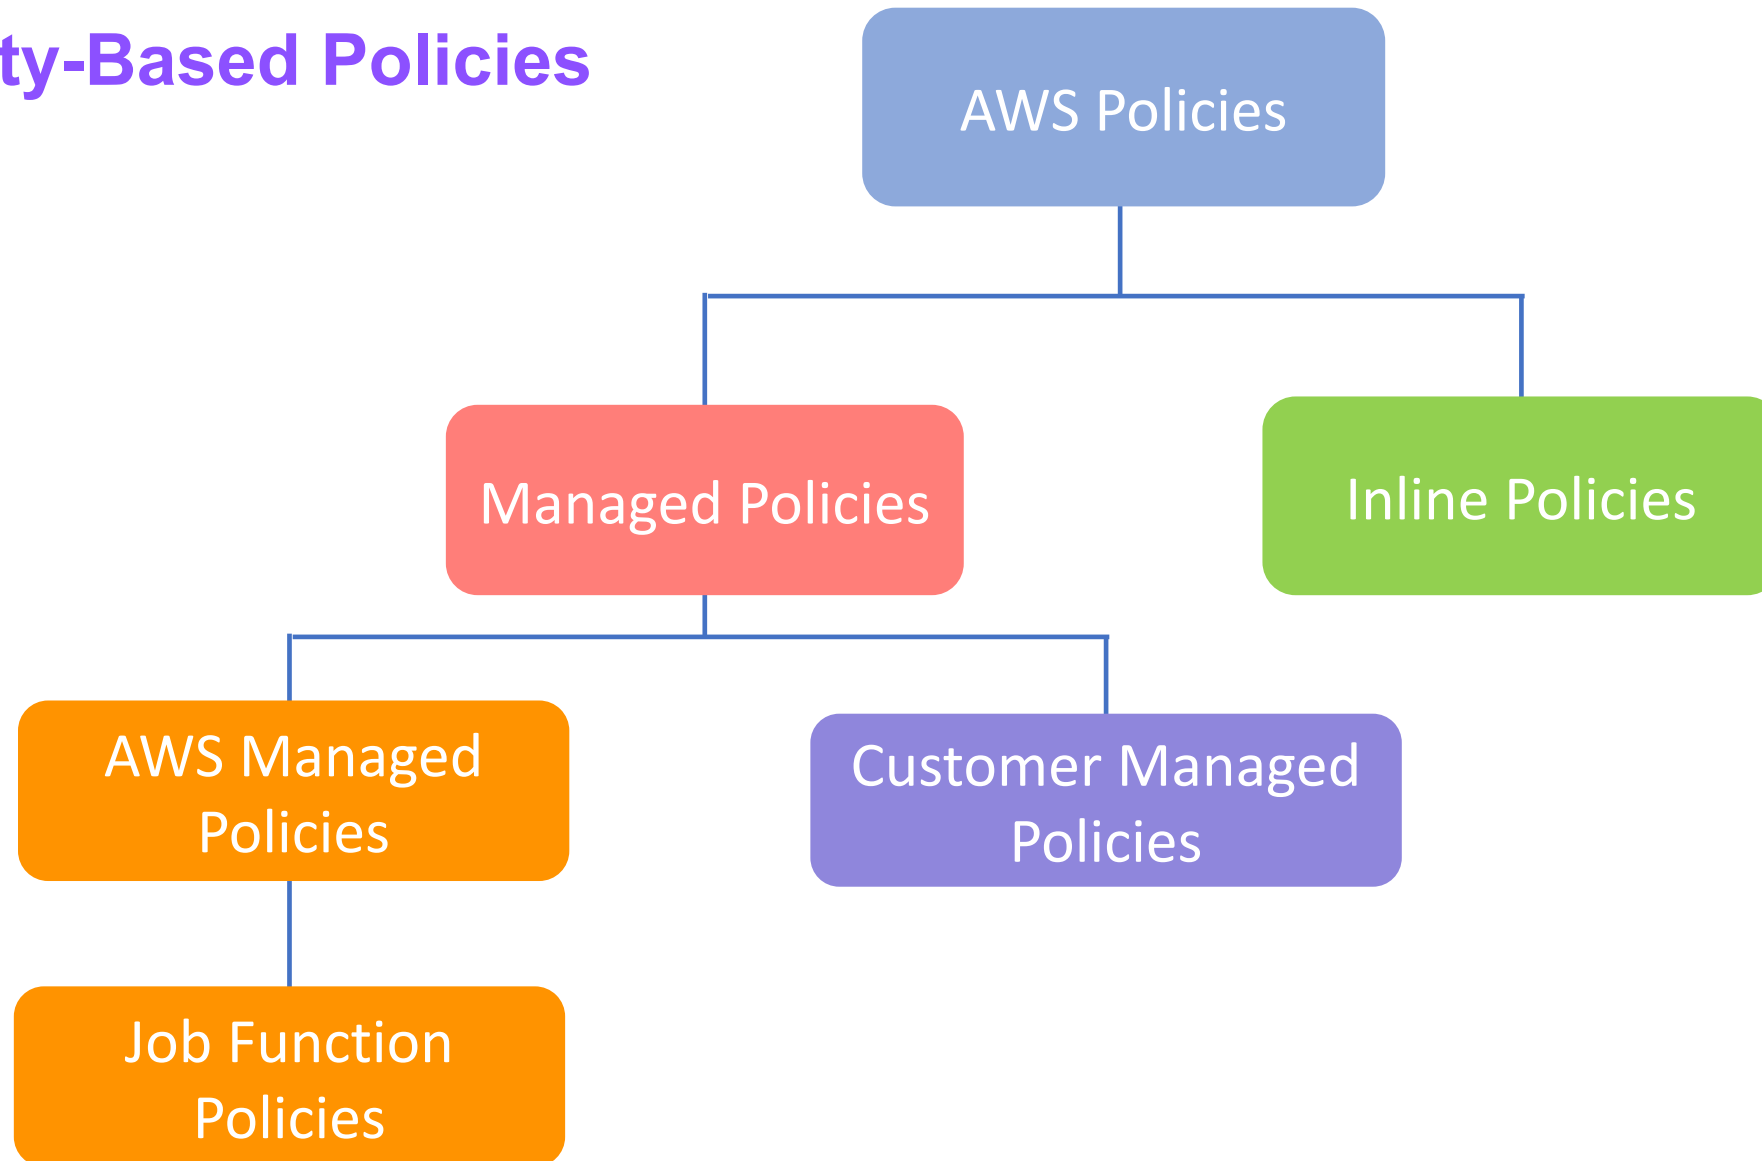 ty-Based Policies
AWS Policies
Managed Policies
Inline Policies
AWS Managed
Policies
Customer Managed
Policies
Job Function
Policies